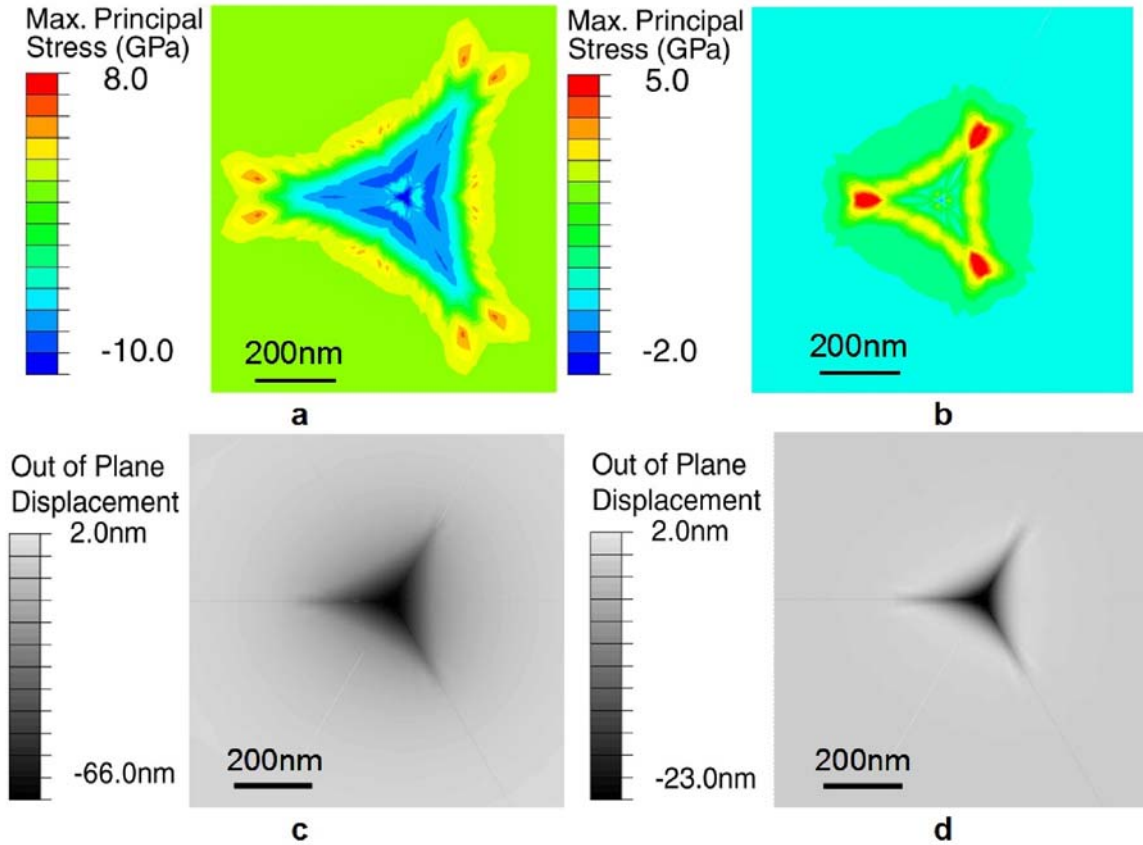 Max. Principal
Stress (GPa)
8.0
-10.0
200nm
a
Max. Principal
Stress (GPa)
5.0
-2.0
200nm
b
Out of Plane
Displacement
2.0nm
-66.0nm
200nm
c
Out of Plane
Displacement
2.0nm
-23.0nm
200nm
d